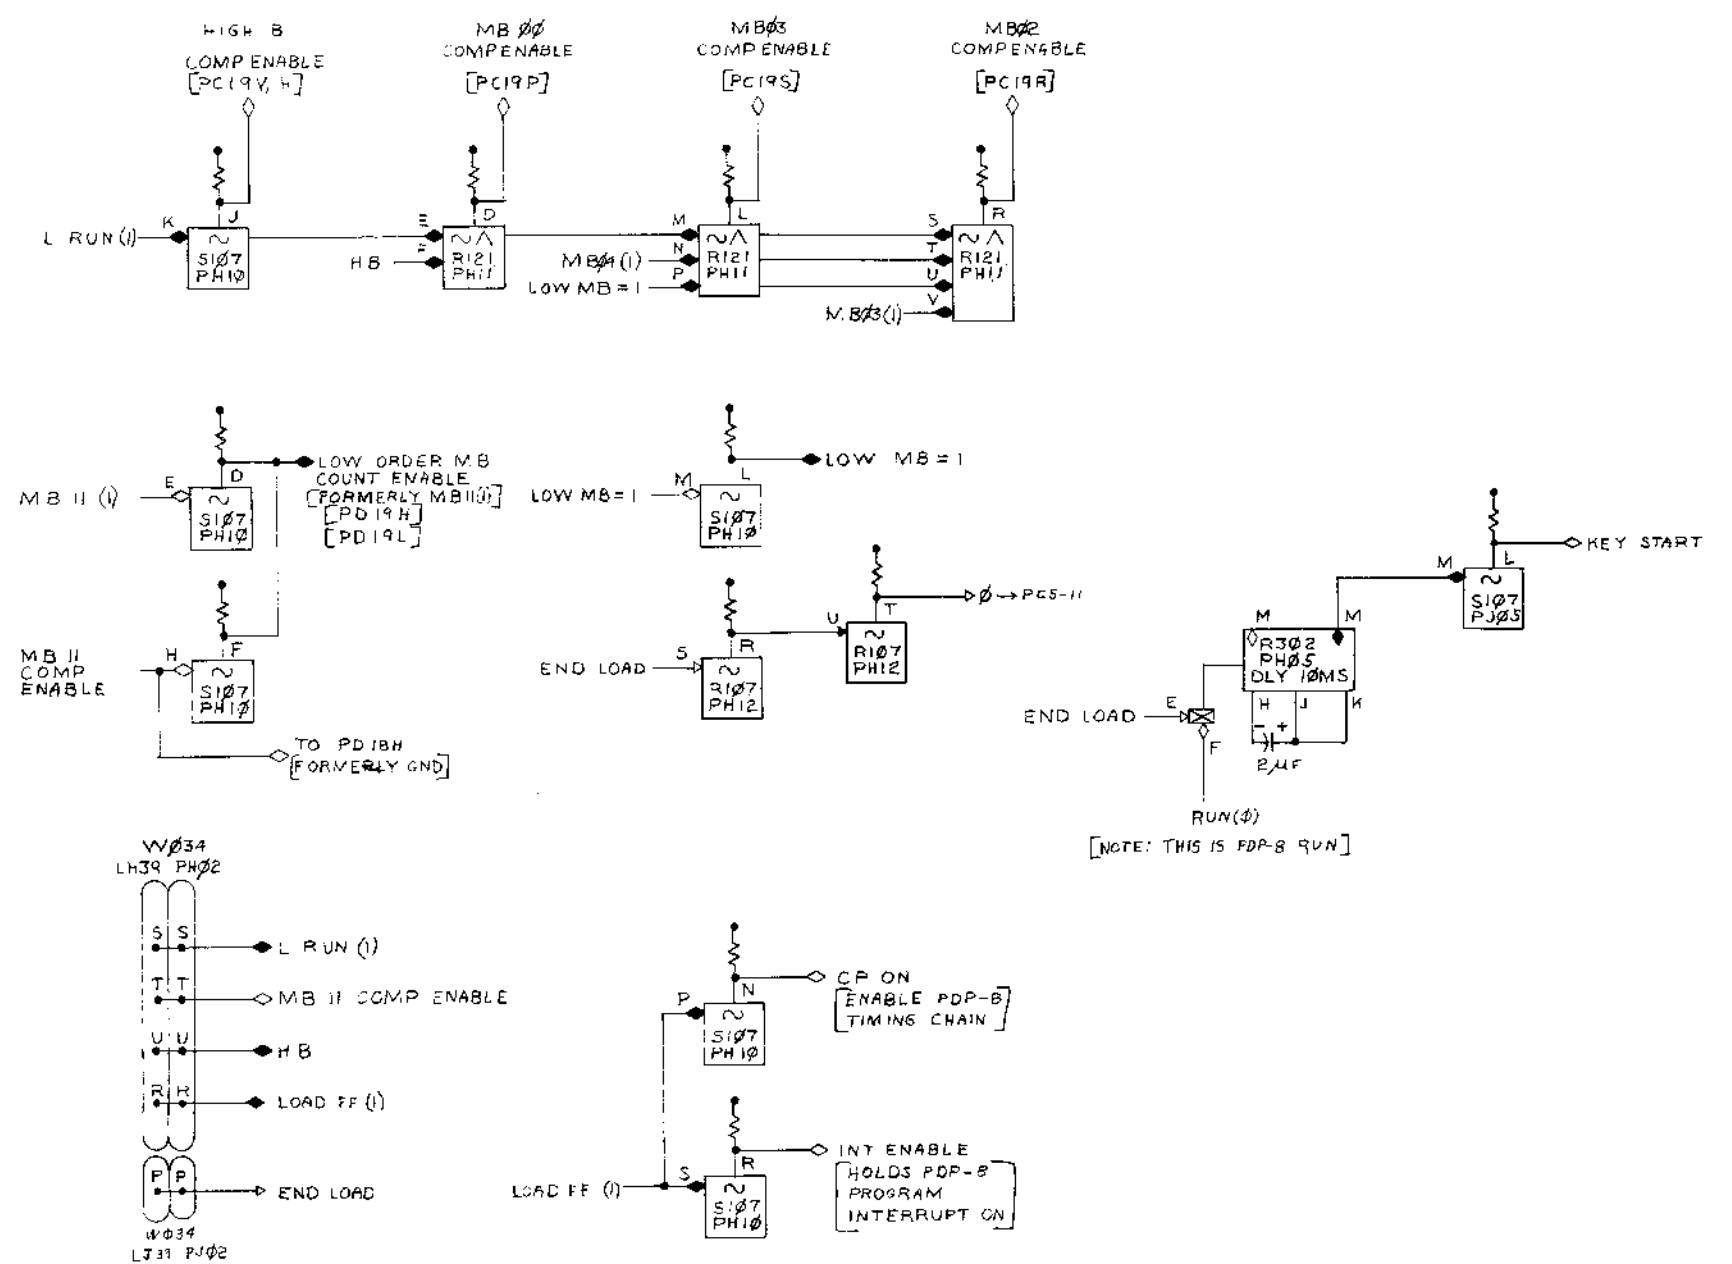 HIGH B
COMP ENABLE
[PC19V, H]
MB ØØ
COMP ENABLE
[PC19P]
MBØ3
COMP ENABLE
[PC19S]
MBØ2
COMPENABLE
[PC19R]
L RUN (1)
K
J
S1Ø7
PH1Ø
E
D
F
H B
R121
PH11
M
L
N
MBØ4 (1)
P
LOW MB = 1
R121
PH11
S
R
T
U
V
MBØ3(1)
R121
PH11
MB 11 (1)
E
D
S1Ø7
PH1Ø
LOW ORDER MB
COUNT ENABLE
[FORMERLY MB11(1)]
[PD19H]
[PD19L]
LOW MB = 1
M
L
S1Ø7
PH1Ø
LOW MB = 1
MB 11
COMP
ENABLE
H
F
S1Ø7
PH1Ø
TO PD18H
[FORMERLY GND]
END LOAD
S
R
R1Ø7
PH12
U
T
R1Ø7
PH12
Ø → PC5-11
END LOAD
E
F
RUN(Ø)
[NOTE: THIS IS PDP-8 RUN]
M
M
R3Ø2
PHØ5
DLY 1ØMS
H
J
K
- +
2µF
M
L
S1Ø7
PJØ5
KEY START
WØ34
LH39 PHØ2
S S
L RUN (1)
T T
MB 11 COMP ENABLE
U U
H B
R R
LOAD FF (1)
P P
END LOAD
WØ34
LJ39 PJØ2
P
N
S1Ø7
PH1Ø
CP ON
[ENABLE PDP-8
TIMING CHAIN]
LOAD FF (1)
S
R
S1Ø7
PH1Ø
INT ENABLE
[HOLDS PDP-8
PROGRAM
INTERRUPT ON]